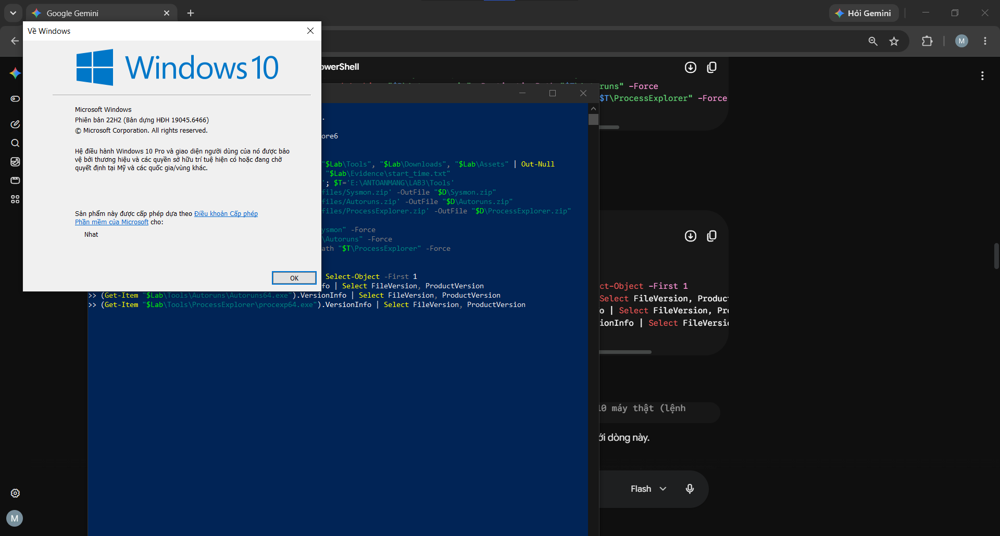 Google Gemini
Hỏi Gemini
M
Về Windows
Windows 10
Microsoft Windows
Phiên bản 22H2 (Bản dựng HĐH 19045.6466)
© Microsoft Corporation. All rights reserved.
Hệ điều hành Windows 10 Pro và giao diện người dùng của nó được bảo
vệ bởi thương hiệu và các quyền sở hữu trí tuệ hiện có hoặc đang chờ
quyết định tại Mỹ và các quốc gia/vùng khác.
Sản phẩm này được cấp phép dựa theo Điều khoản Cấp phép
Phần mềm của Microsoft cho:
Nhat
OK
owerShell
runs" -Force
$T\ProcessExplorer" -Force
.
ore6
"$Lab\Tools", "$Lab\Downloads", "$Lab\Assets" | Out-Null
"$Lab\Evidence\start_time.txt"
'; $T='E:\ANTOANMANG\LAB3\Tools'
files/Sysmon.zip' -OutFile "$D\Sysmon.zip"
files/Autoruns.zip' -OutFile "$D\Autoruns.zip"
files/ProcessExplorer.zip' -OutFile "$D\ProcessExplorer.zip"
ysmon" -Force
\Autoruns" -Force
ath "$T\ProcessExplorer" -Force
Select-Object -First 1
fo | Select FileVersion, ProductVersion
>> (Get-Item "$Lab\Tools\Autoruns\Autoruns64.exe").VersionInfo | Select FileVersion, ProductVersion
>> (Get-Item "$Lab\Tools\ProcessExplorer\procexp64.exe").VersionInfo | Select FileVersion, ProductVersion
ct-Object -First 1
Select FileVersion, Produc
o | Select FileVersion, Pr
ionInfo | Select FileVersi
10 máy thật (lệnh
ới dòng này.
Flash
M